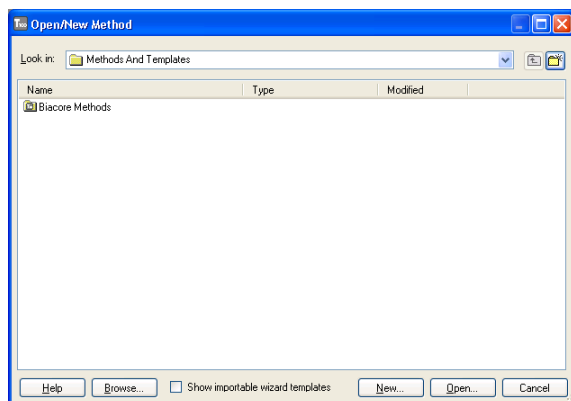 T100 Open/New Method
Look in: Methods And Templates
Name Type Modified
Biacore Methods
Help Browse... Show importable wizard templates New... Open... Cancel